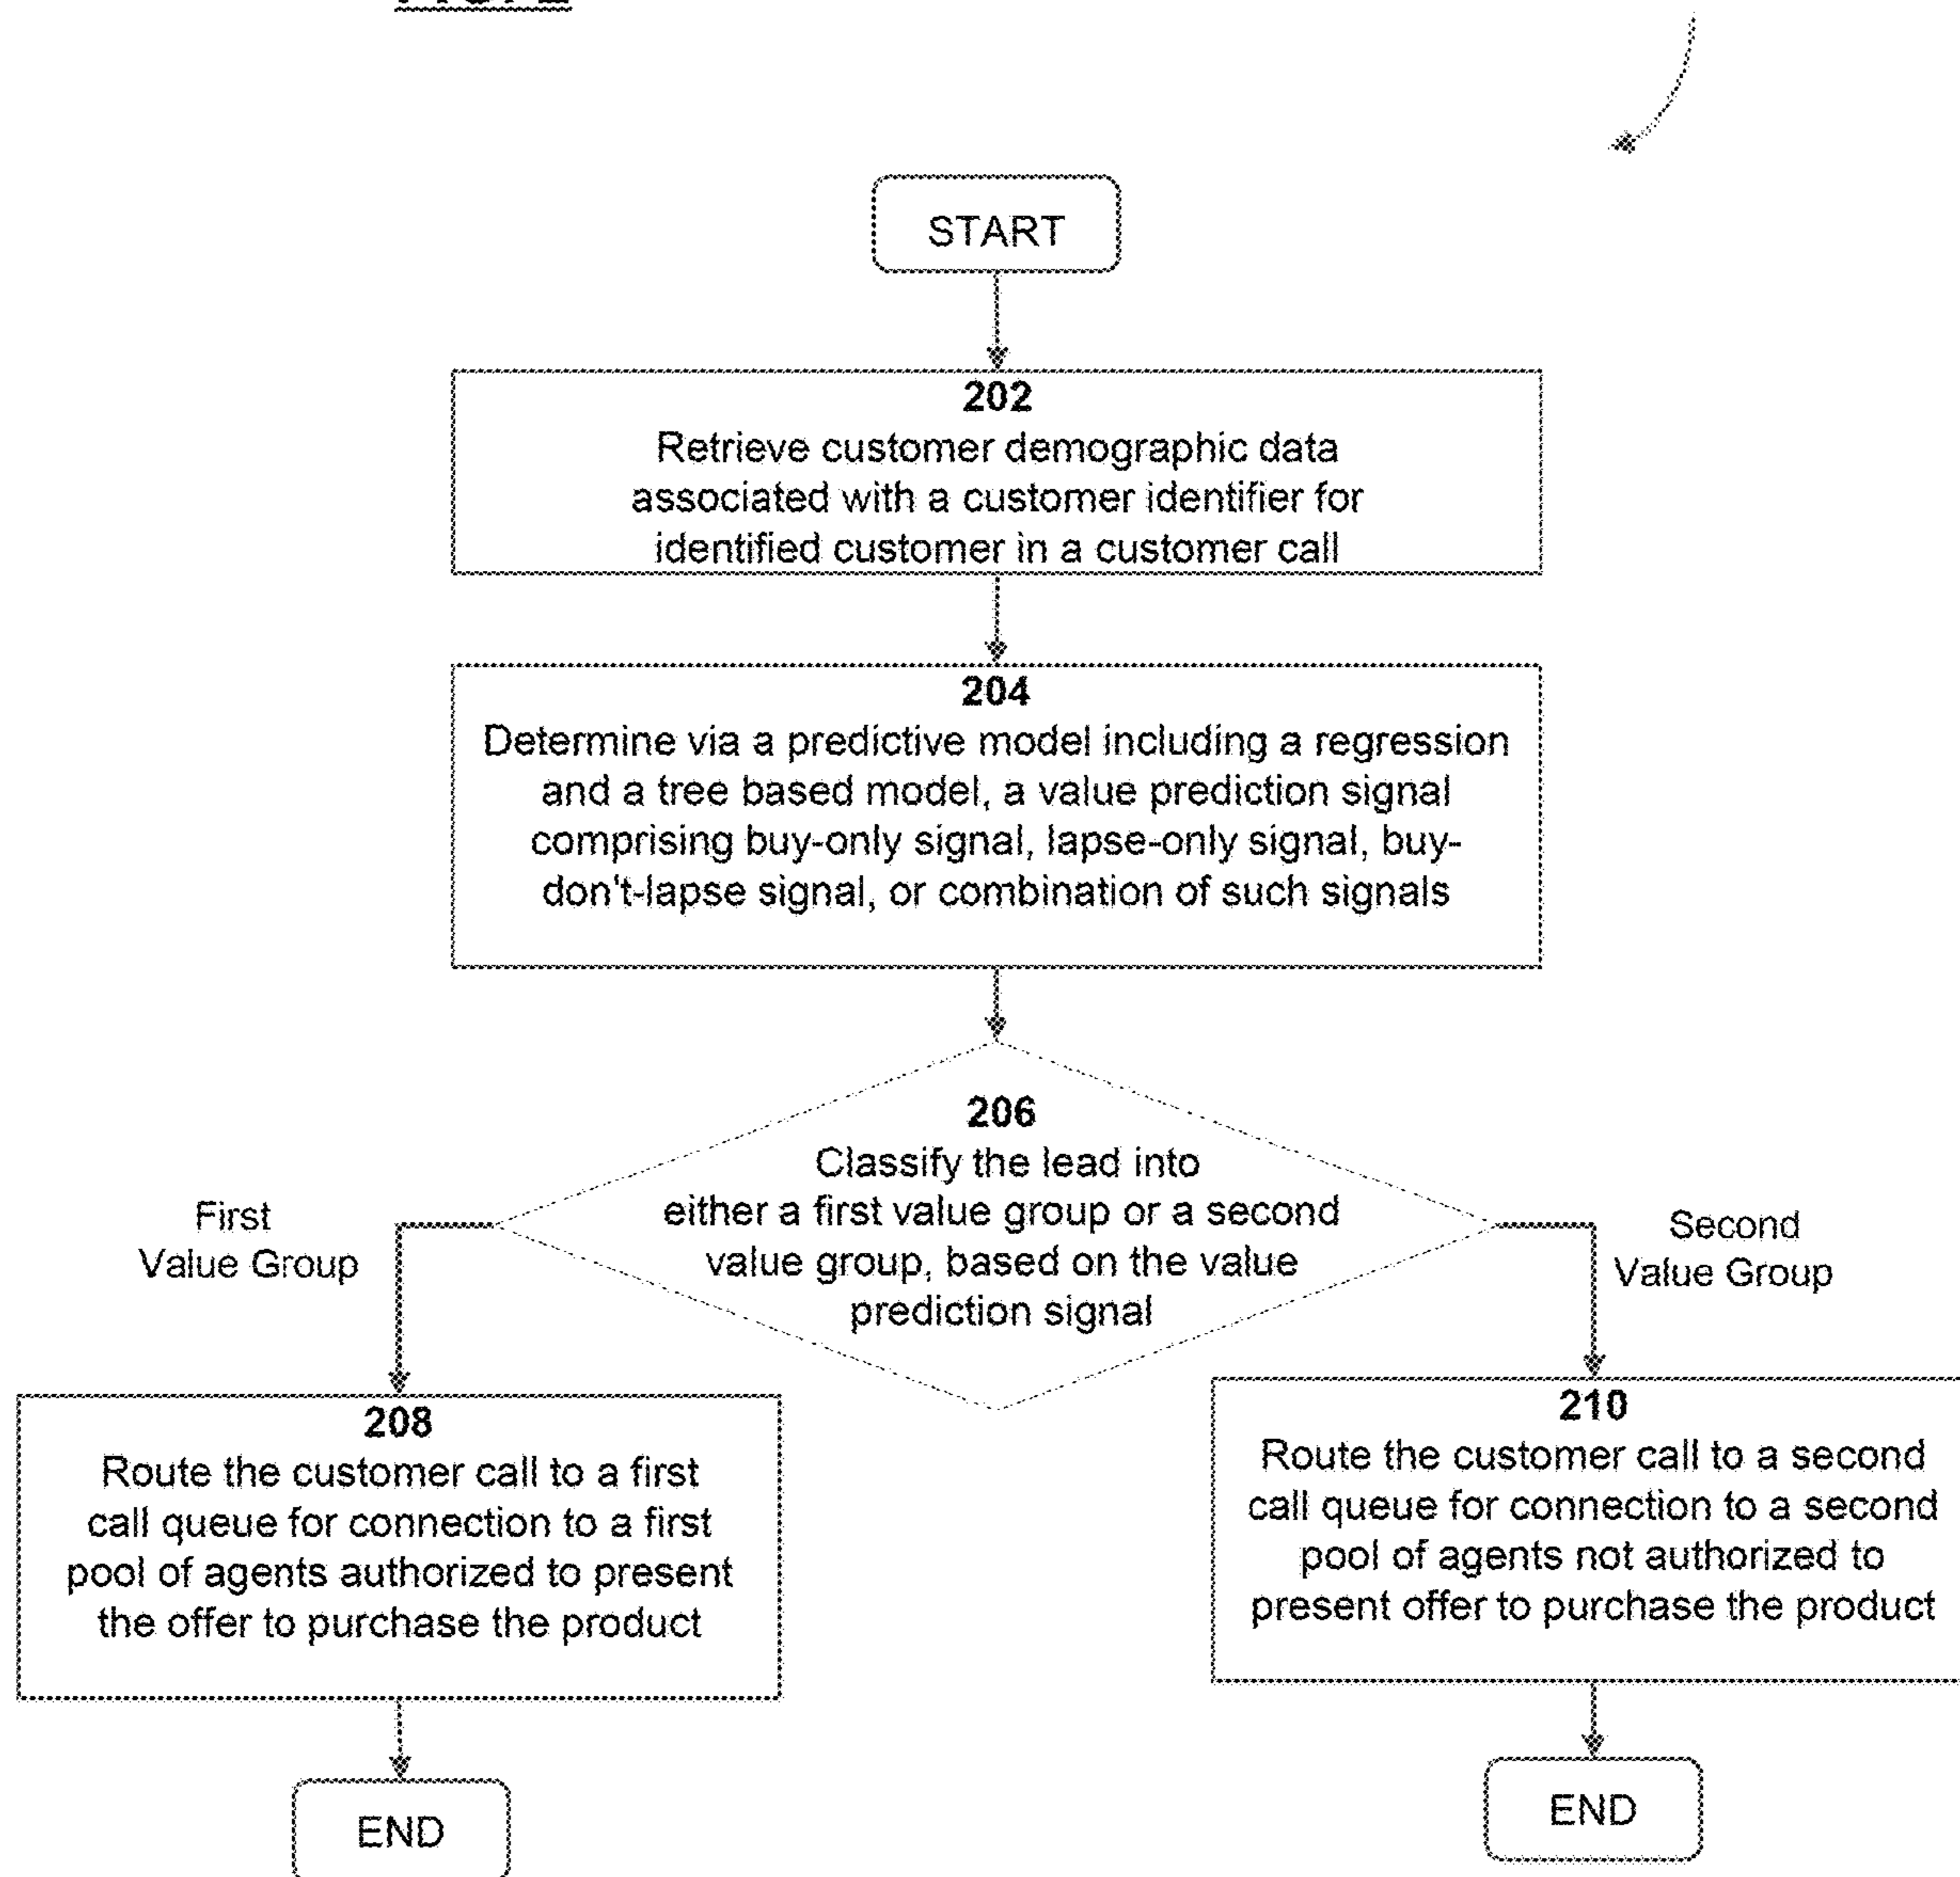 START
202
Retrieve customer demographic data
associated with a customer identifier for
identified customer in a customer call
204
Determine via a predictive model including a regression
and a tree based model, a value prediction signal
comprising buy-only signal, lapse-only signal, buy-
don't-lapse signal, or combination of such signals
206
Classify the lead into
either a first value group or a second
value group, based on the value
prediction signal
First
Value Group
Second
Value Group
208
Route the customer call to a first
call queue for connection to a first
pool of agents authorized to present
the offer to purchase the product
210
Route the customer call to a second
call queue for connection to a second
pool of agents not authorized to
present offer to purchase the product
END
END